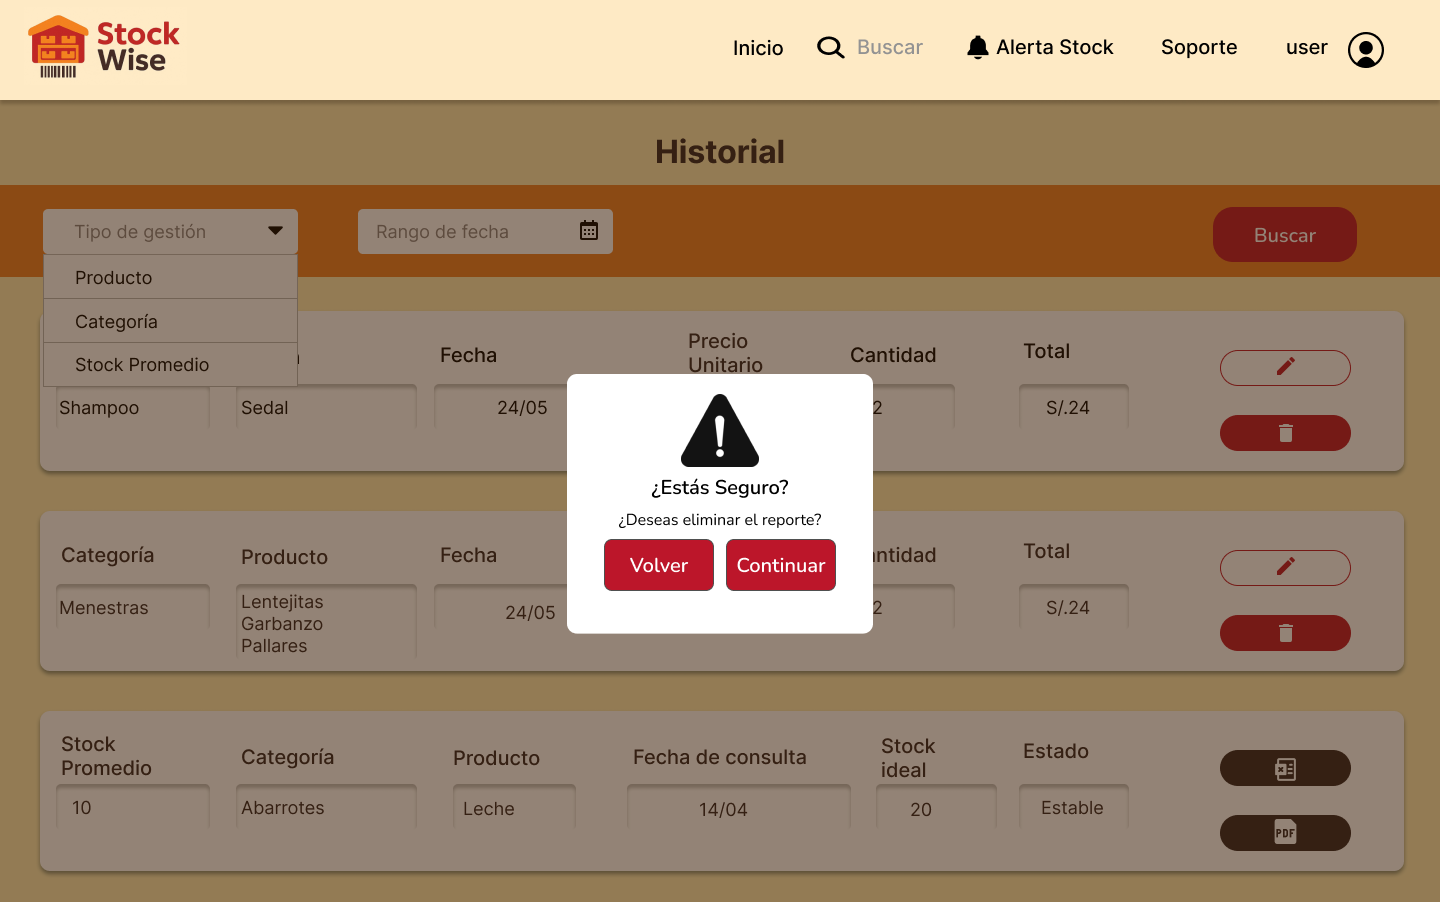 Stock
Wise
Inicio
Buscar
Alerta Stock
Soporte
user
Historial
Tipo de gestión
Rango de fecha
Buscar
Producto
Categoría
Stock Promedio
Fecha
Precio
Unitario
Cantidad
Total
Shampoo
Sedal
24/05
2
S/.24
¿Estás Seguro?
¿Deseas eliminar el reporte?
Volver
Continuar
Categoría
Producto
Fecha
ntidad
Total
Menestras
Lentejitas
Garbanzo
Pallares
24/05
2
S/.24
Stock
Promedio
Categoría
Producto
Fecha de consulta
Stock
ideal
Estado
10
Abarrotes
Leche
14/04
20
Estable
PDF